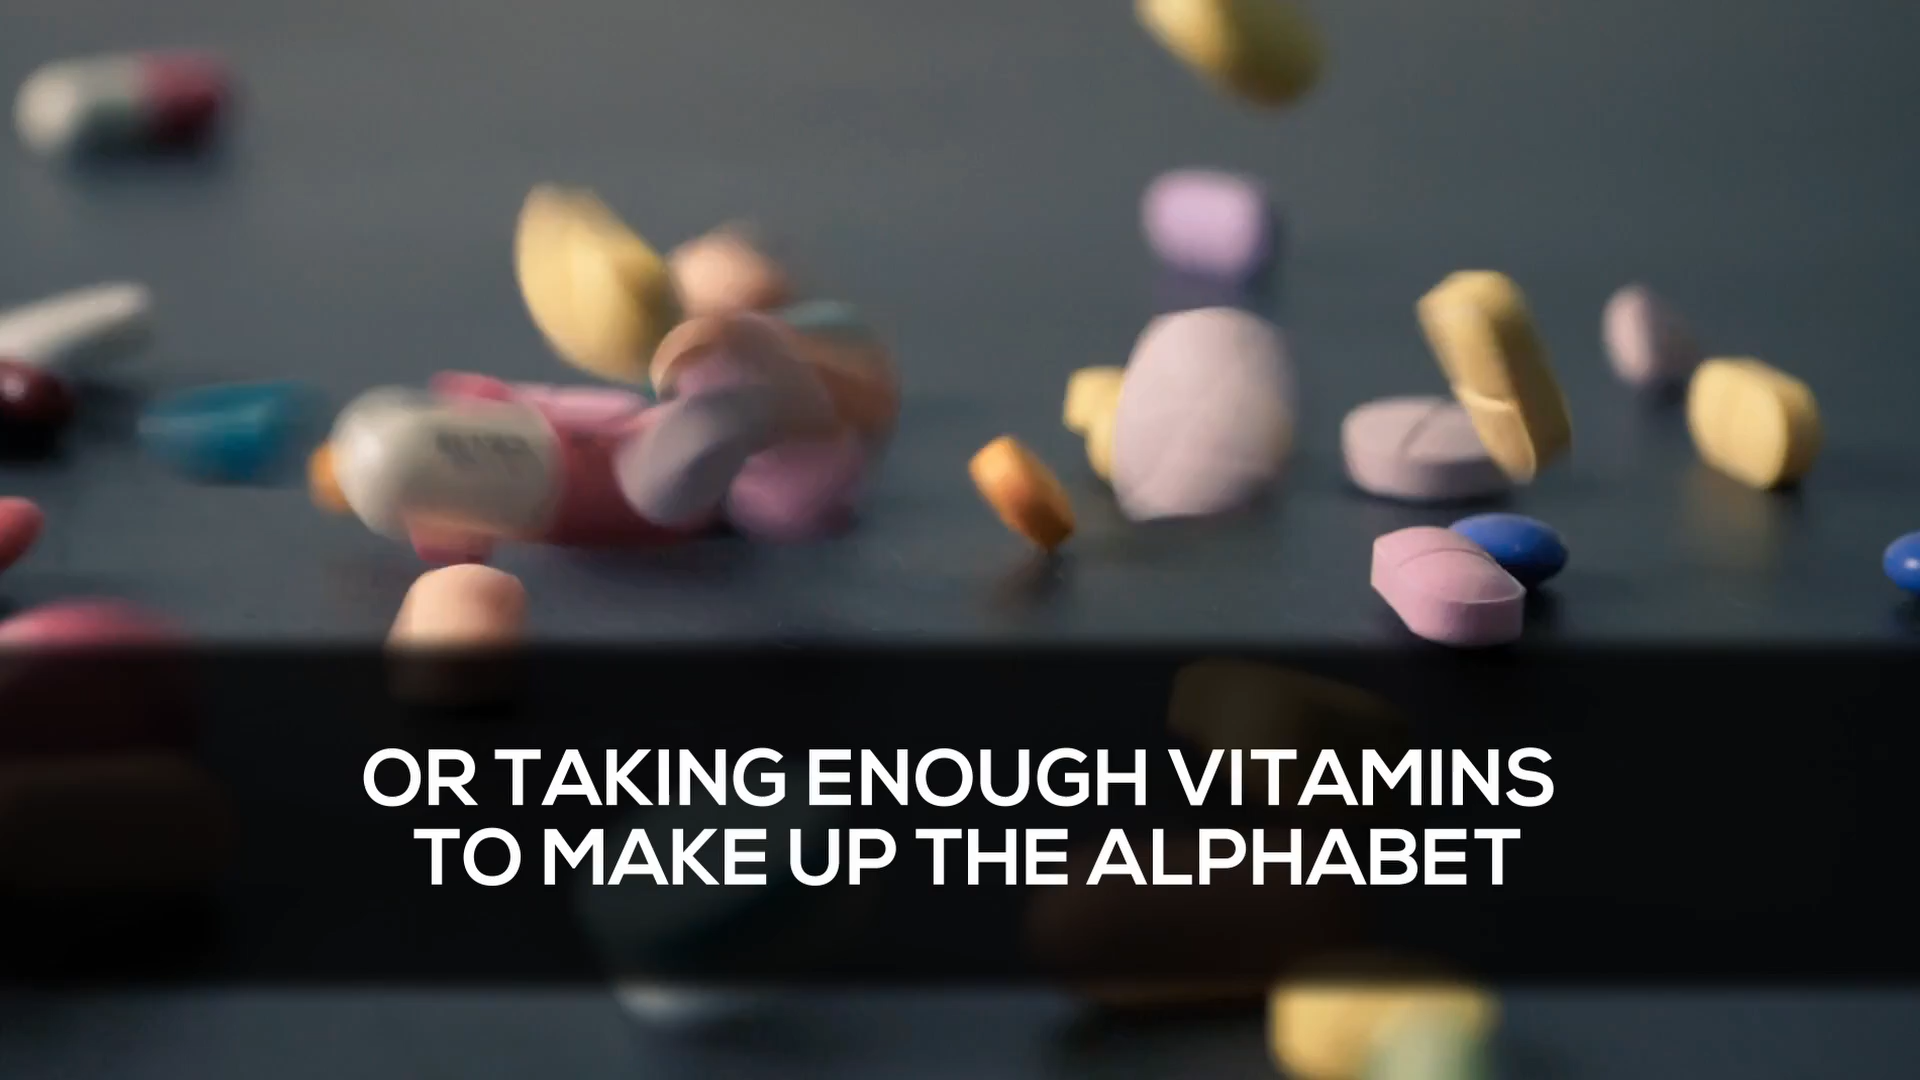 OR TAKING ENOUGH VITAMINS
TO MAKE UP THE ALPHABET